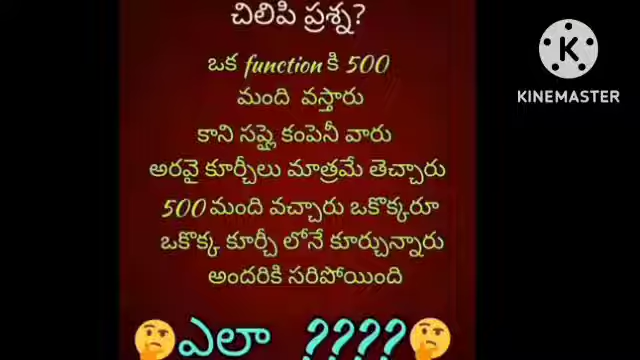 చిలిపి ప్రశ్న?
ఒక function కి 500
మంది వస్తారు
కాని సప్లై కంపెనీ వారు
అరవై కూర్చీలు మాత్రమే తెచ్చారు
500 మంది వచ్చారు ఒకొక్కరూ
ఒకొక్క కూర్చీ లోనే కూర్చున్నారు
అందరికి సరిపోయింది
ఎలా ????
K
KINEMASTER